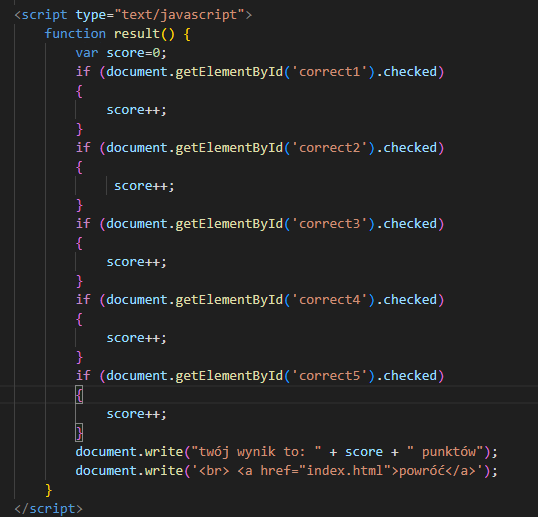 <script type="text/javascript">
function result() {
var score=0;
if (document.getElementById('correct1').checked)
{
score++;
}
if (document.getElementById('correct2').checked)
{
score++;
}
if (document.getElementById('correct3').checked)
{
score++;
}
if (document.getElementById('correct4').checked)
{
score++;
}
if (document.getElementById('correct5').checked)
{
score++;
}
document.write("twój wynik to: " + score + " punktów");
document.write('<br> <a href="index.html">powróć</a>');
}
</script>